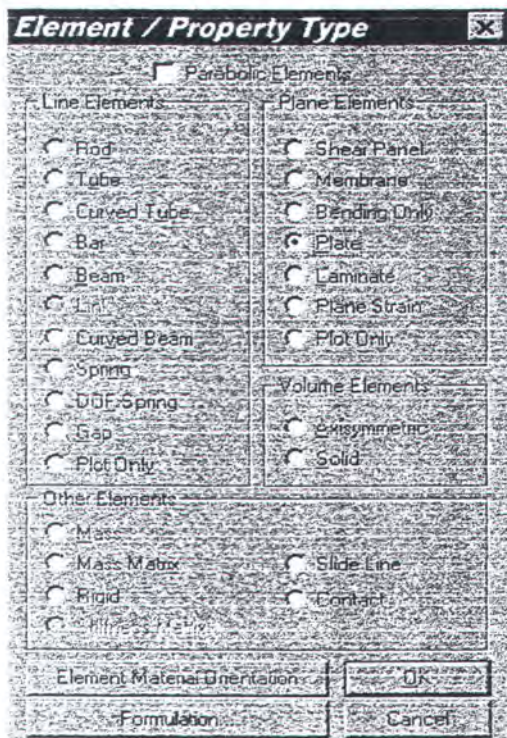 Element / Property Type
Parabolic Elements
Line Elements
Rod
Tube
Curved Tube
Bar
Beam
Link
Curved Beam
Spring
DOF Spring
Gap
Plot Only
Plane Elements
Shear Panel
Membrane
Bending Only
Plate
Laminate
Plane Strain
Plot Only
Volume Elements
Axisymmetric
Solid
Other Elements
Mass
Mass Matrix
Rigid
Stiffness Matrix
Slide Line
Contact
Element Material Orientation
OK
Formulation
Cancel